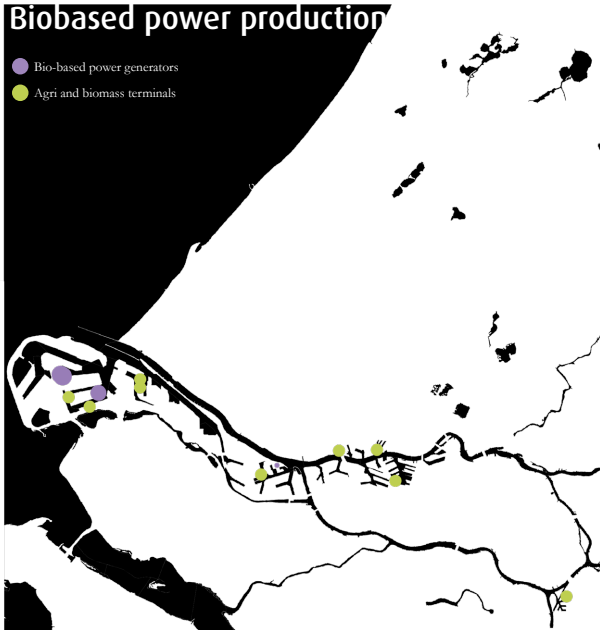 Biobased power production
Bio-based power generators
Agri and biomass terminals